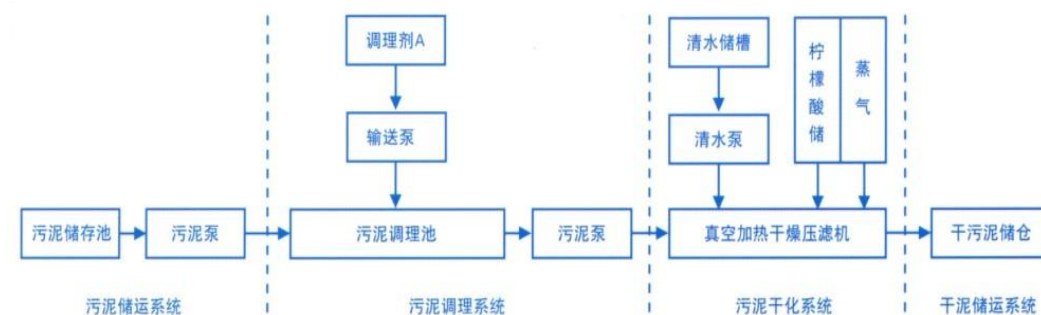 调理剂A
清水储槽
柠檬酸储
蒸气
输送泵
清水泵
污泥储存池
污泥泵
污泥调理池
污泥泵
真空加热干燥压滤机
干污泥储仓
污泥储运系统
污泥调理系统
污泥干化系统
干泥储运系统